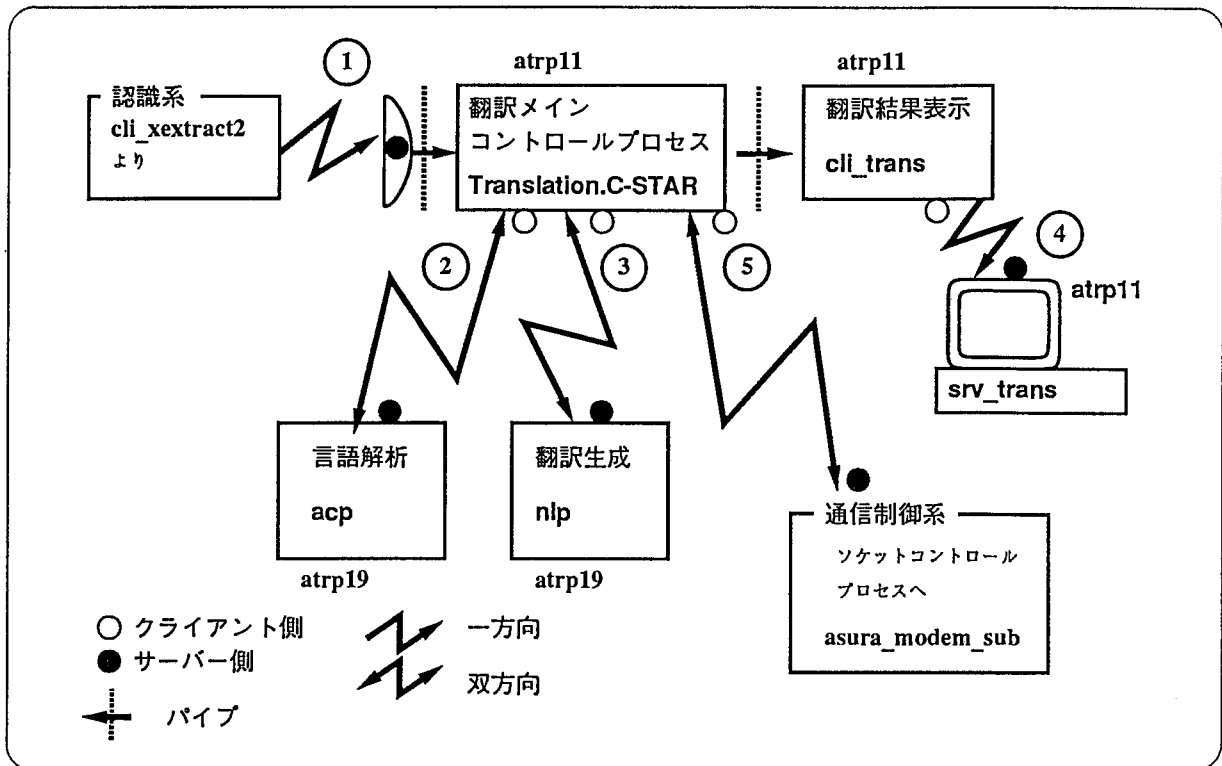 ①
認識系
cli_xextract2
より
atrp11
翻訳メイン
コントロールプロセス
Translation.C-STAR
atrp11
翻訳結果表示
cli_trans
②
③
⑤
④
atrp11
srv_trans
言語解析
acp
atrp19
翻訳生成
nlp
atrp19
通信制御系
ソケットコントロール
プロセスへ
asura_modem_sub
クライアント側
サーバー側
パイプ
一方向
双方向